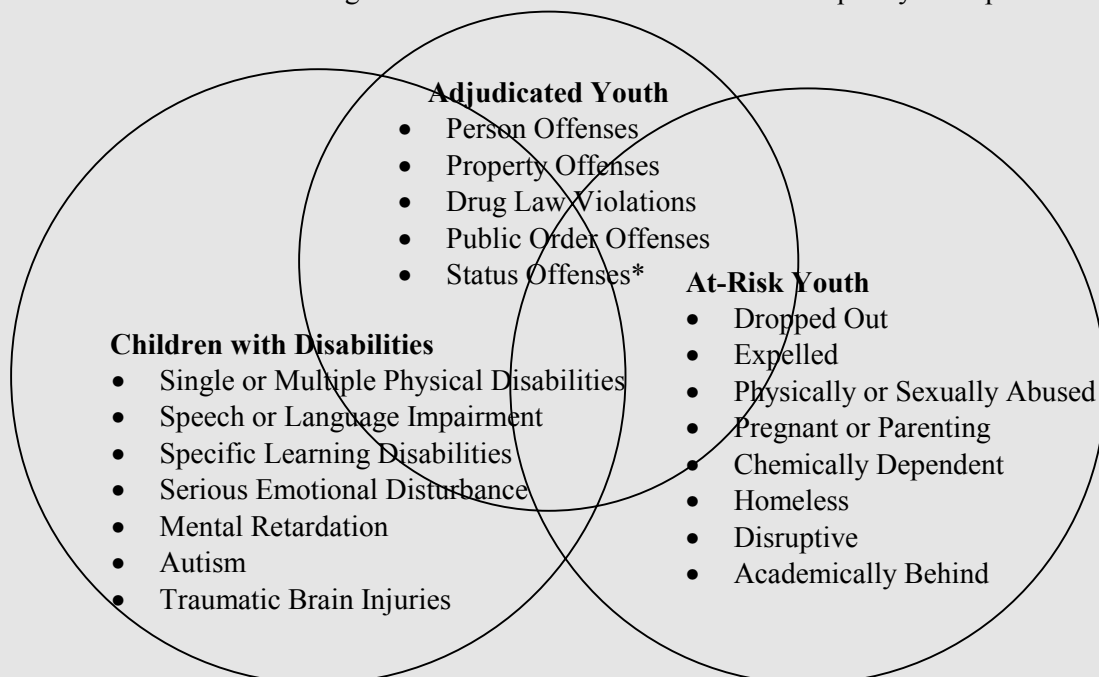 Adjudicated Youth
• Person Offenses
• Property Offenses
• Drug Law Violations
• Public Order Offenses
• Status Offenses*
Children with Disabilities
• Single or Multiple Physical Disabilities
• Speech or Language Impairment
• Specific Learning Disabilities
• Serious Emotional Disturbance
• Mental Retardation
• Autism
• Traumatic Brain Injuries
At-Risk Youth
• Dropped Out
• Expelled
• Physically or Sexually Abused
• Pregnant or Parenting
• Chemically Dependent
• Homeless
• Disruptive
• Academically Behind